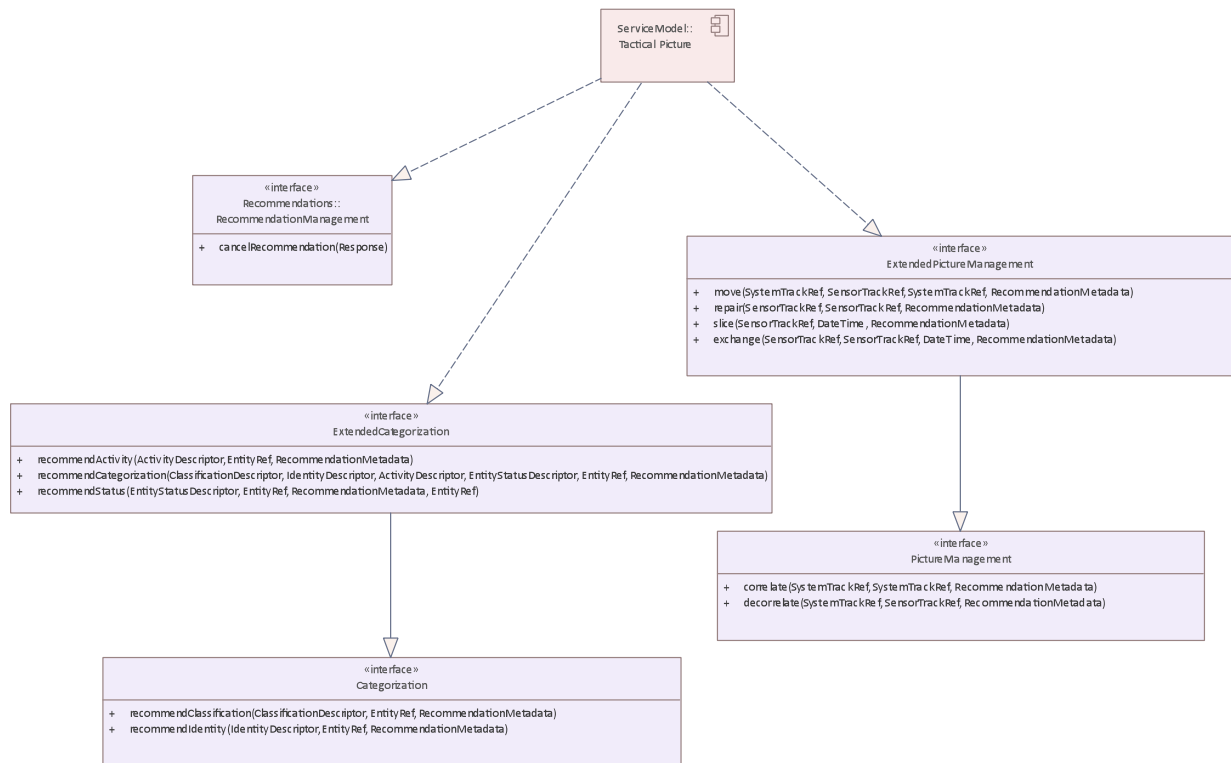 ServiceModel::
Tactical Picture
«interface»
Recommendations::
RecommendationManagement
+ cancelRecommendation(Response)
«interface»
ExtendedPictureManagement
+ move(SystemTrackRef, SensorTrackRef, SystemTrackRef, RecommendationMetadata)
+ repair(SensorTrackRef, SensorTrackRef, RecommendationMetadata)
+ slice(SensorTrackRef, DateTime, RecommendationMetadata)
+ exchange(SensorTrackRef, SensorTrackRef, DateTime, RecommendationMetadata)
«interface»
ExtendedCategorization
+ recommendActivity(ActivityDescriptor, EntityRef, RecommendationMetadata)
+ recommendCategorization(ClassificationDescriptor, IdentityDescriptor, ActivityDescriptor, EntityStatusDescriptor, EntityRef, RecommendationMetadata)
+ recommendStatus(EntityStatusDescriptor, EntityRef, RecommendationMetadata, EntityRef)
«interface»
PictureManagement
+ correlate(SystemTrackRef, SystemTrackRef, RecommendationMetadata)
+ decorrelate(SystemTrackRef, SensorTrackRef, RecommendationMetadata)
«interface»
Categorization
+ recommendClassification(ClassificationDescriptor, EntityRef, RecommendationMetadata)
+ recommendIdentity(IdentityDescriptor, EntityRef, RecommendationMetadata)